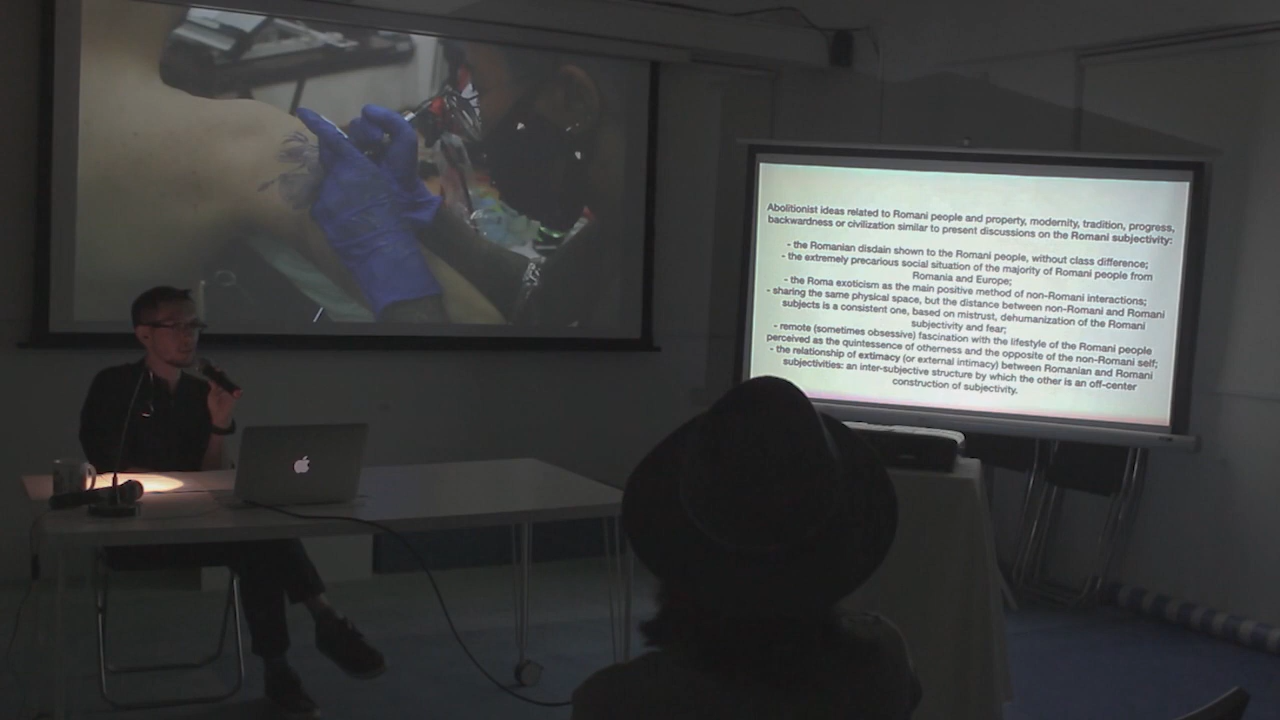 Abolitionist ideas related to Romani people and property, modernity, tradition, progress,
backwardness or civilization similar to present discussions on the Romani subjectivity:
- the Romanian disdain shown to the Romani people, without class difference;
- the extremely precarious social situation of the majority of Romani people from
Romania and Europe;
- the Roma exoticism as the main positive method of non-Romani interactions;
- sharing the same physical space, but the distance between non-Romani and Romani
subjects is a consistent one, based on mistrust, dehumanization of the Romani
subjectivity and fear;
- remote (sometimes obsessive) fascination with the lifestyle of the Romani people
perceived as the quintessence of otherness and the opposite of the non-Romani self;
- the relationship of extimacy (or external intimacy) between Romanian and Romani
subjectivities: an inter-subjective structure by which the other is an off-center
construction of subjectivity.